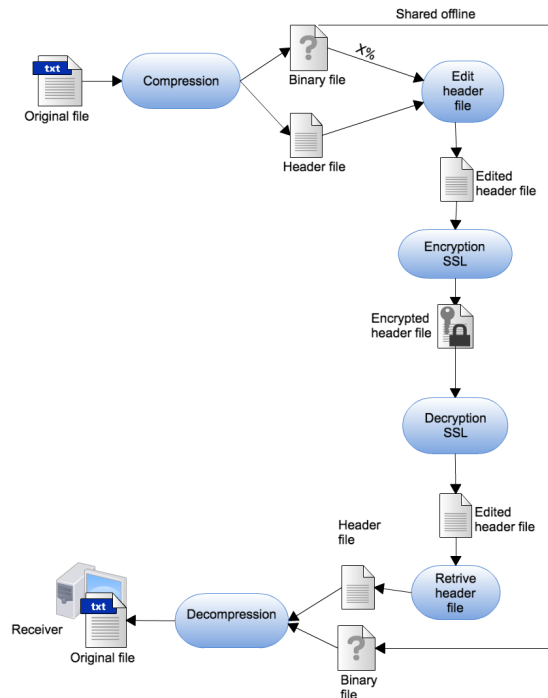 Shared offline
txt
Original file
Compression
?
Binary file
X%
Header file
Edit
header
file
Edited
header file
Encryption
SSL
Encrypted
header file
Decryption
SSL
Edited
header file
Retrive
header
file
Header
file
Decompression
Receiver
txt
Original file
?
Binary
file